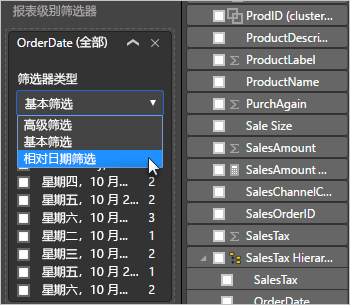 报表级别筛选器
OrderDate (全部)
筛选器类型
基本筛选
高级筛选
基本筛选
相对日期筛选
星期四，10 月... 2
星期五，10 月 2... 2
星期六，10 月... 3
星期二，10 月... 1
星期三，10 月... 2
星期五，10 月 2... 1
星期六，10 月... 2
ProdID (cluster...
ProductDescri...
ProductLabel
ProductName
PurchAgain
Sale Size
SalesAmount
SalesAmount ...
SalesChannelC...
SalesOrderID
SalesTax
SalesTax Hierar...
SalesTax
OrderDate